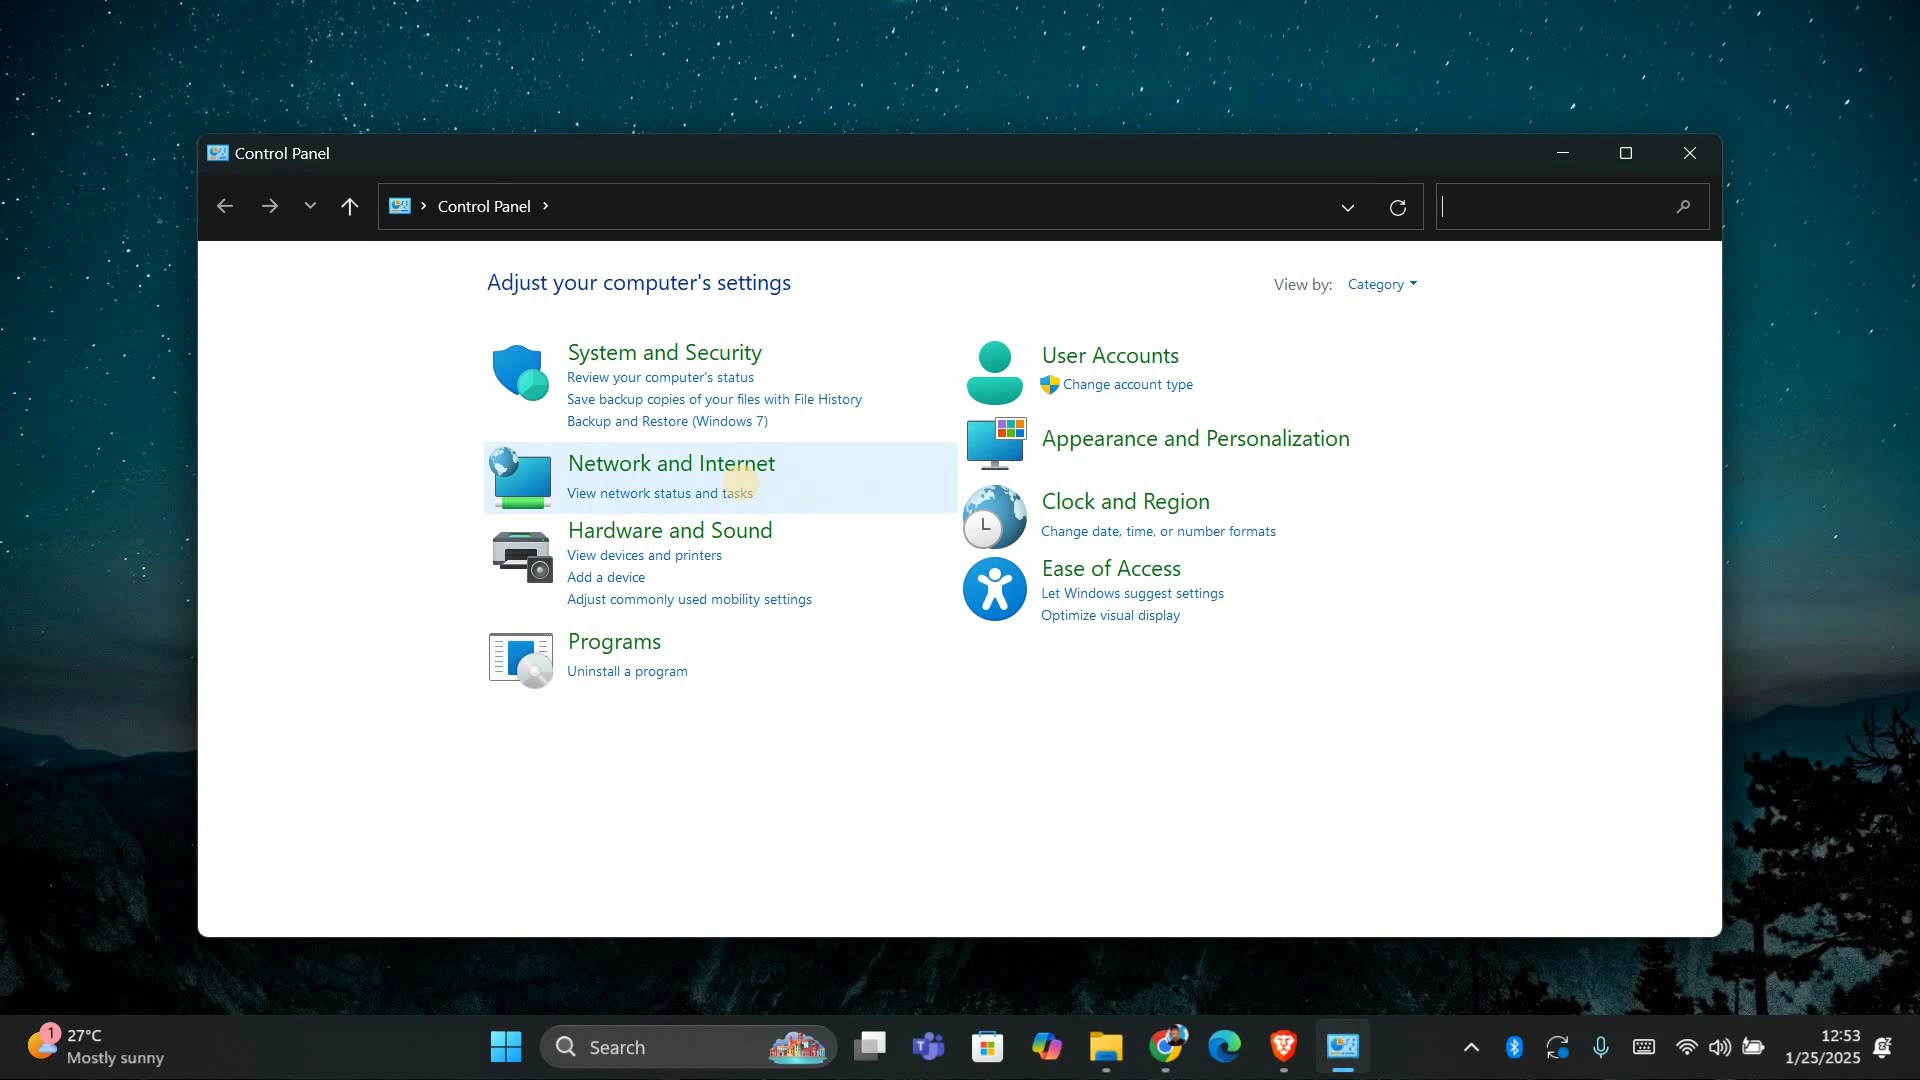 Control Panel
Control Panel
Adjust your computer's settings
View by: Category
System and Security
Review your computer's status
Save backup copies of your files with File History
Backup and Restore (Windows 7)
Network and Internet
View network status and tasks
Hardware and Sound
View devices and printers
Add a device
Adjust commonly used mobility settings
Programs
Uninstall a program
User Accounts
Change account type
Appearance and Personalization
Clock and Region
Change date, time, or number formats
Ease of Access
Let Windows suggest settings
Optimize visual display
1
27°C
Mostly sunny
Search
12:53
1/25/2025